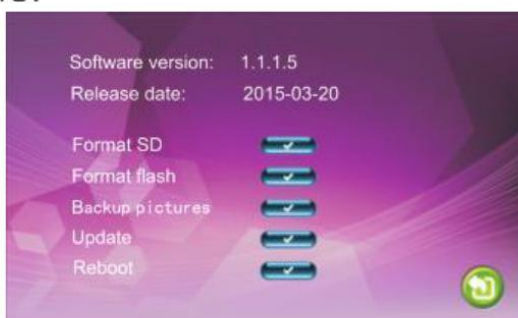 Software version: 1.1.1.5
Release date: 2015-03-20
Format SD
Format flash
Backup pictures
Update
Reboot